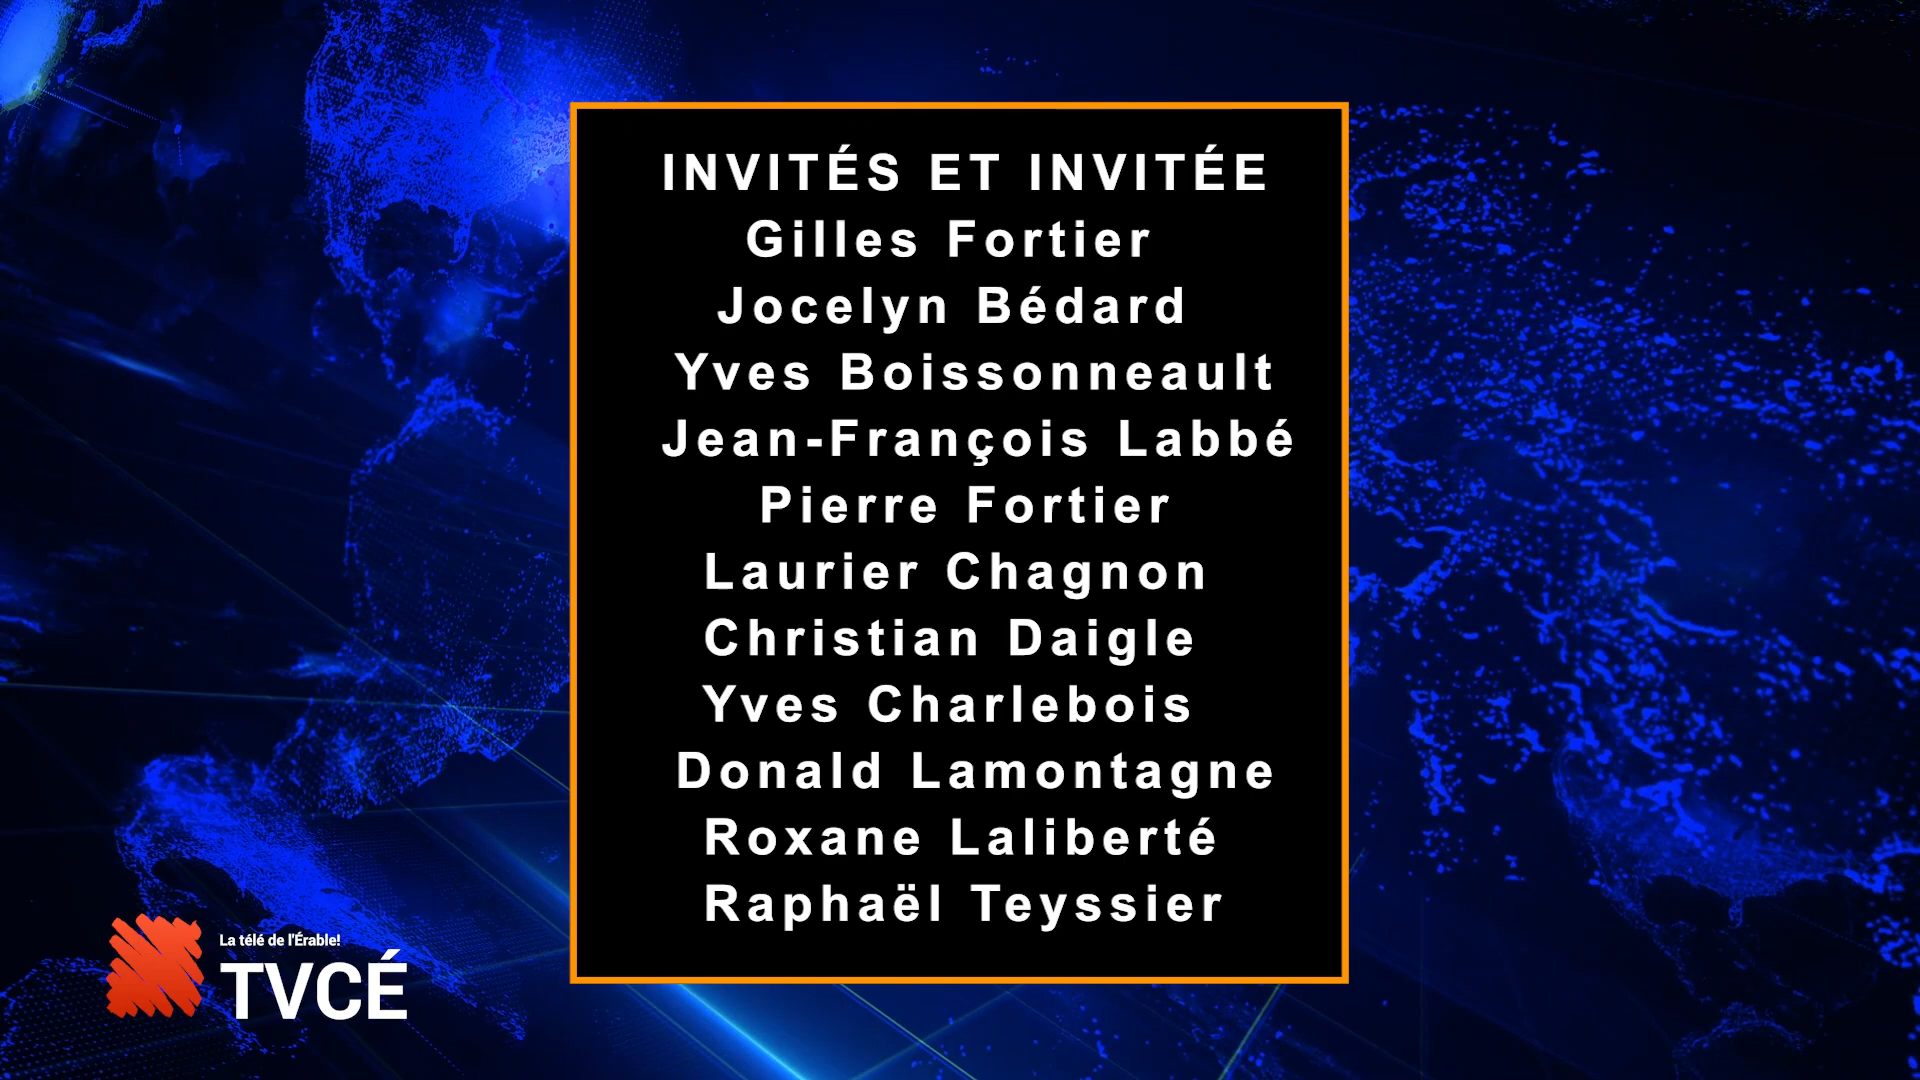 INVITÉS ET INVITÉE
Gilles Fortier
Jocelyn Bédard
Yves Boissonneault
Jean-François Labbé
Pierre Fortier
Laurier Chagnon
Christian Daigle
Yves Charlebois
Donald Lamontagne
Roxane Laliberté
Raphaël Teyssier
La télé de l'Érable!
TVCÉ